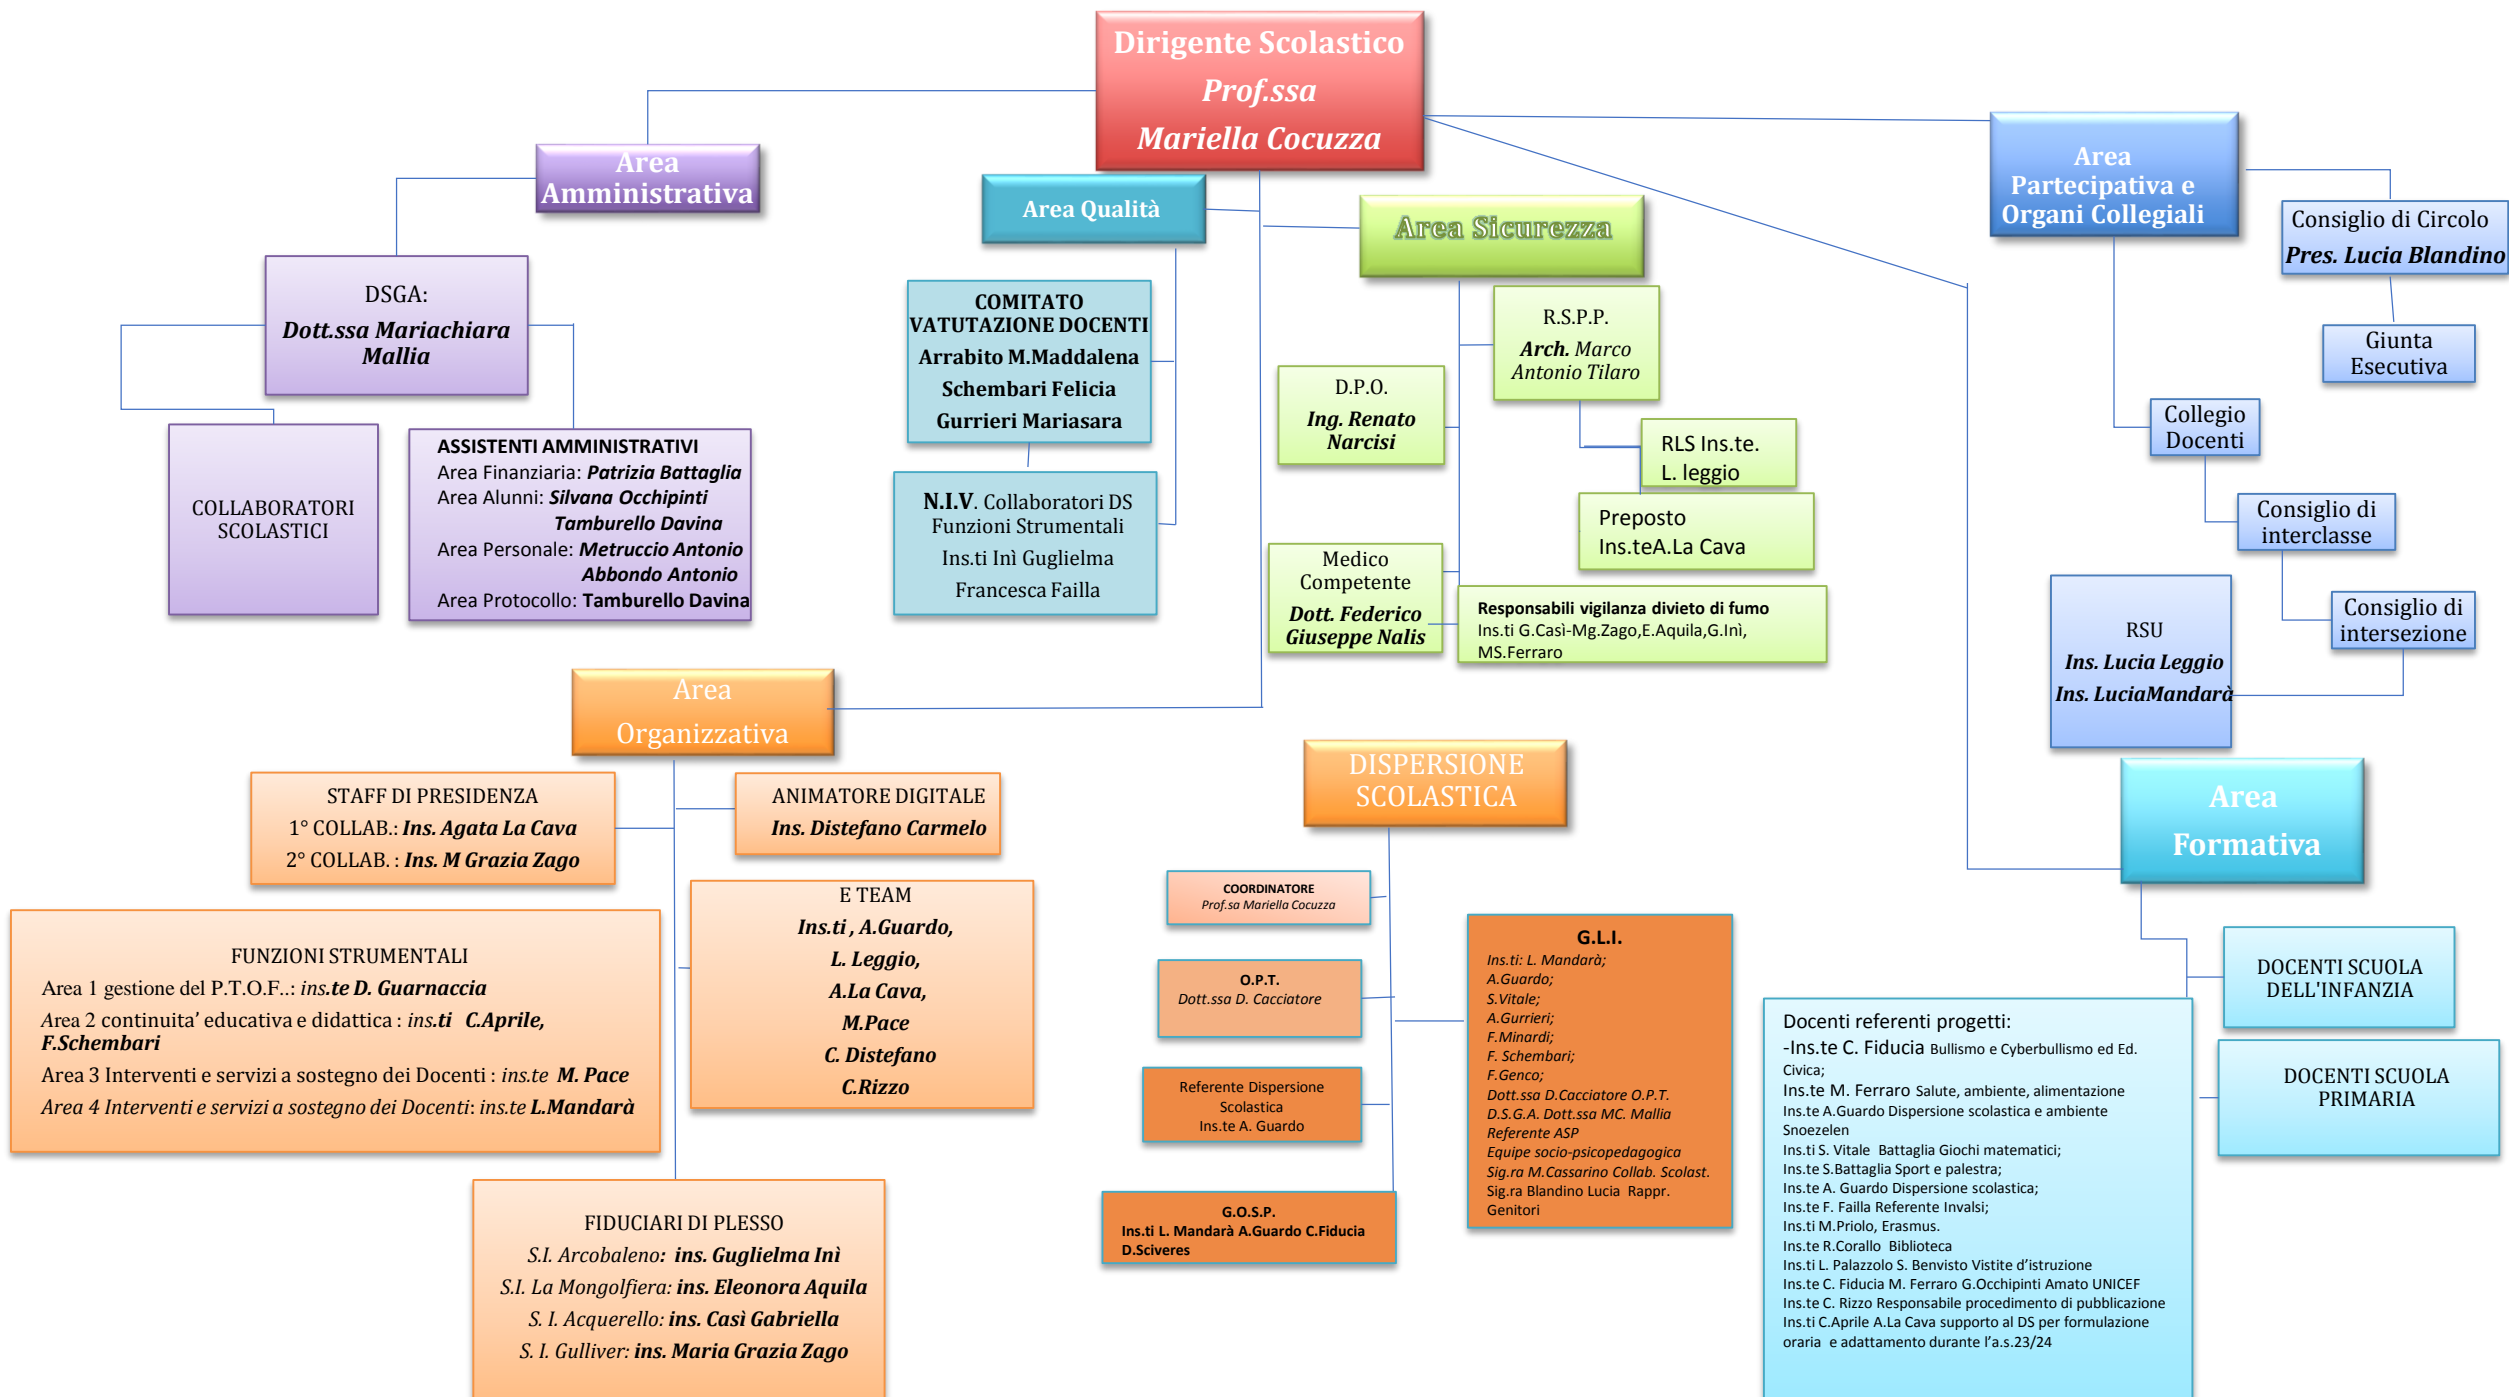 Dirigente Scolastico
Prof.ssa
Mariella Cocuzza
Area
Amministrativa
DSGA:
Dott.ssa Mariachiara
Mallia
COLLABORATORI
SCOLASTICI
ASSISTENTI AMMINISTRATIVI
Area Finanziaria: Patrizia Battaglia
Area Alunni: Silvana Occhipinti
Tamburello Davina
Area Personale: Metruccio Antonio
Abbondo Antonio
Area Protocollo: Tamburello Davina
Area Qualità
COMITATO
VATUTAZIONE DOCENTI
Arrabito M.Maddalena
Schembari Felicia
Gurrieri Mariasara
N.I.V. Collaboratori DS
Funzioni Strumentali
Ins.ti Inì Guglielma
Francesca Failla
Area Sicurezza
R.S.P.P.
Arch. Marco
Antonio Tilaro
D.P.O.
Ing. Renato
Narcisi
RLS Ins.te.
L. leggio
Preposto
Ins.teA.La Cava
Medico
Competente
Dott. Federico
Giuseppe Nalis
Responsabili vigilanza divieto di fumo
Ins.ti G.Casì-Mg.Zago,E.Aquila,G.Inì,
MS.Ferraro
Area
Partecipativa e
Organi Collegiali
Consiglio di Circolo
Pres. Lucia Blandino
Giunta
Esecutiva
Collegio
Docenti
Consiglio di
interclasse
Consiglio di
intersezione
RSU
Ins. Lucia Leggio
Ins. LuciaMandarà
Area
Organizzativa
STAFF DI PRESIDENZA
1° COLLAB.: Ins. Agata La Cava
2° COLLAB. : Ins. M Grazia Zago
ANIMATORE DIGITALE
Ins. Distefano Carmelo
E TEAM
Ins.ti , A.Guardo,
L. Leggio,
A.La Cava,
M.Pace
C. Distefano
C.Rizzo
FUNZIONI STRUMENTALI
Area 1 gestione del P.T.O.F..: ins.te D. Guarnaccia
Area 2 continuita’ educativa e didattica : ins.ti C.Aprile,
F.Schembari
Area 3 Interventi e servizi a sostegno dei Docenti : ins.te M. Pace
Area 4 Interventi e servizi a sostegno dei Docenti: ins.te L.Mandarà
FIDUCIARI DI PLESSO
S.I. Arcobaleno: ins. Guglielma Inì
S.I. La Mongolfiera: ins. Eleonora Aquila
S. I. Acquerello: ins. Casì Gabriella
S. I. Gulliver: ins. Maria Grazia Zago
DISPERSIONE
SCOLASTICA
COORDINATORE
Prof.sa Mariella Cocuzza
O.P.T.
Dott.ssa D. Cacciatore
Referente Dispersione
Scolastica
Ins.te A. Guardo
G.O.S.P.
Ins.ti L. Mandarà A.Guardo C.Fiducia
D.Sciveres
G.L.I.
Ins.ti: L. Mandarà;
A.Guardo;
S.Vitale;
A.Gurrieri;
F.Minardi;
F. Schembari;
F.Genco;
Dott.ssa D.Cacciatore O.P.T.
D.S.G.A. Dott.ssa MC. Mallia
Referente ASP
Equipe socio-psicopedagogica
Sig.ra M.Cassarino Collab. Scolast.
Sig.ra Blandino Lucia Rappr.
Genitori
Area
Formativa
DOCENTI SCUOLA
DELL'INFANZIA
DOCENTI SCUOLA
PRIMARIA
Docenti referenti progetti:
-Ins.te C. Fiducia Bullismo e Cyberbullismo ed Ed.
Civica;
Ins.te M. Ferraro Salute, ambiente, alimentazione
Ins.te A.Guardo Dispersione scolastica e ambiente
Snoezelen
Ins.ti S. Vitale Battaglia Giochi matematici;
Ins.te S.Battaglia Sport e palestra;
Ins.te A. Guardo Dispersione scolastica;
Ins.te F. Failla Referente Invalsi;
Ins.ti M.Priolo, Erasmus.
Ins.te R.Corallo Biblioteca
Ins.ti L. Palazzolo S. Benvisto Vistite d’istruzione
Ins.te C. Fiducia M. Ferraro G.Occhipinti Amato UNICEF
Ins.te C. Rizzo Responsabile procedimento di pubblicazione
Ins.ti C.Aprile A.La Cava supporto al DS per formulazione
oraria e adattamento durante l’a.s.23/24